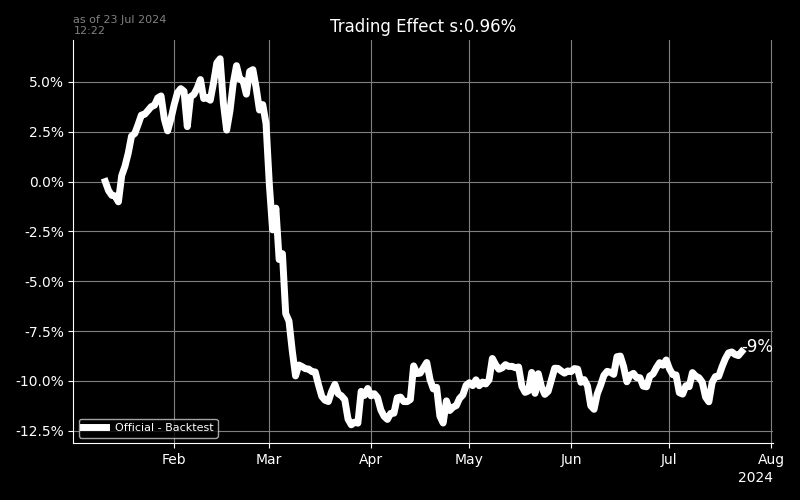 as of 23 Jul 2024
12:22
Trading Effect s:0.96%
5.0%
2.5%
0.0%
-2.5%
-5.0%
-7.5%
-10.0%
-12.5%
-9%
Official - Backtest
Feb Mar Apr May Jun Jul Aug
2024